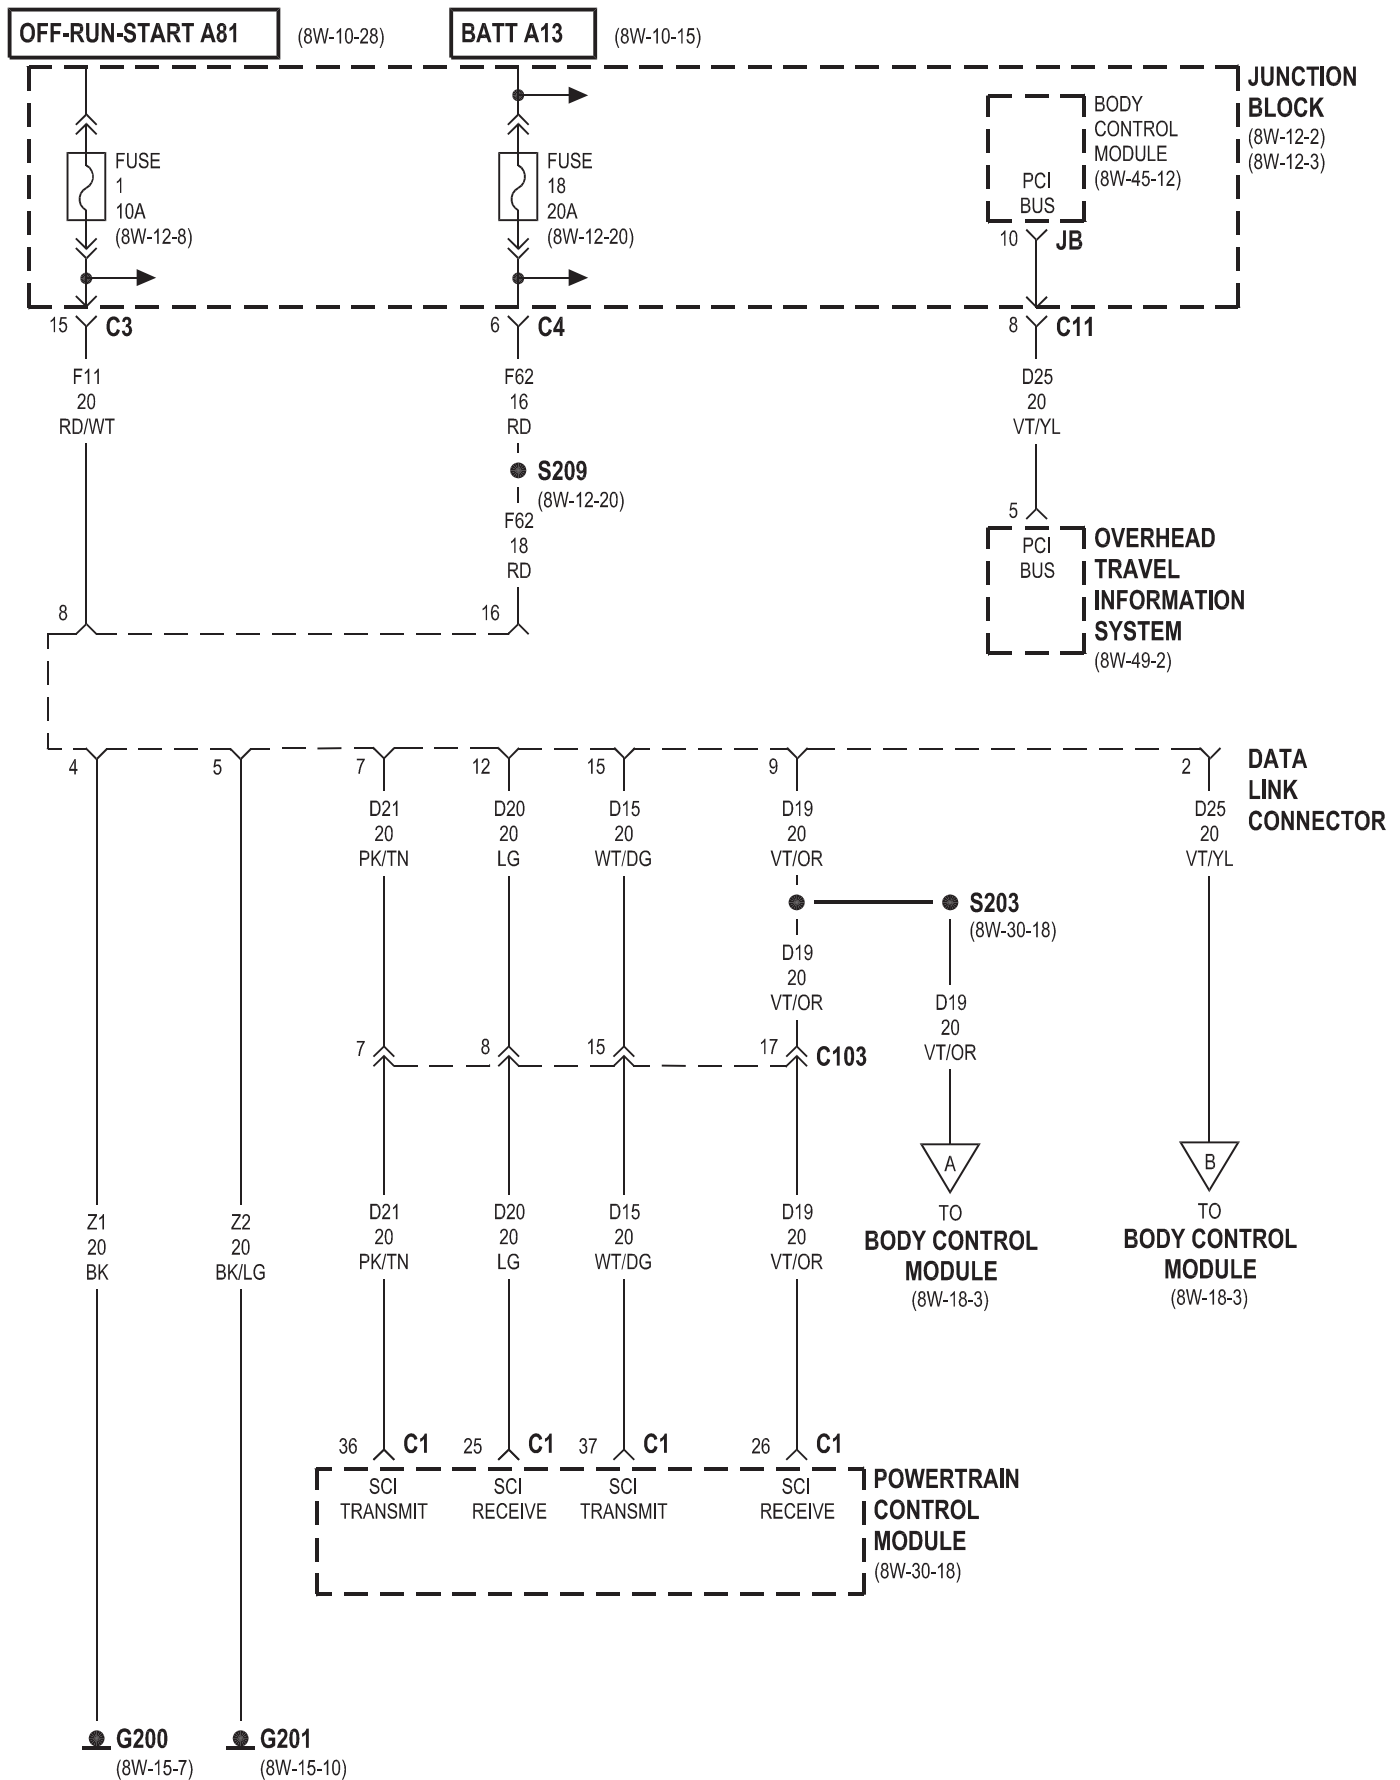 OFF-RUN-START A81 (8W-10-28) BATT A13 (8W-10-15)
JUNCTION
BLOCK
(8W-12-2)
(8W-12-3)
BODY
CONTROL
MODULE
(8W-45-12)
PCI
BUS
10 JB
FUSE
1
10A
(8W-12-8)
FUSE
18
20A
(8W-12-20)
15 C3
6 C4
8 C11
F11
20
RD/WT
F62
16
RD
D25
20
VT/YL
S209
(8W-12-20)
F62
18
RD
5
PCI
BUS
OVERHEAD
TRAVEL
INFORMATION
SYSTEM
(8W-49-2)
8
16
4
5
7
12
15
9
2
DATA
LINK
CONNECTOR
D21
20
PK/TN
D20
20
LG
D15
20
WT/DG
D19
20
VT/OR
D25
20
VT/YL
S203
(8W-30-18)
D19
20
VT/OR
D19
20
VT/OR
7
8
15
17 C103
A
TO
BODY CONTROL
MODULE
(8W-18-3)
B
TO
BODY CONTROL
MODULE
(8W-18-3)
Z1
20
BK
Z2
20
BK/LG
D21
20
PK/TN
D20
20
LG
D15
20
WT/DG
D19
20
VT/OR
36 C1
25 C1
37 C1
26 C1
SCI
TRANSMIT
SCI
RECEIVE
SCI
TRANSMIT
SCI
RECEIVE
POWERTRAIN
CONTROL
MODULE
(8W-30-18)
G200
(8W-15-7)
G201
(8W-15-10)